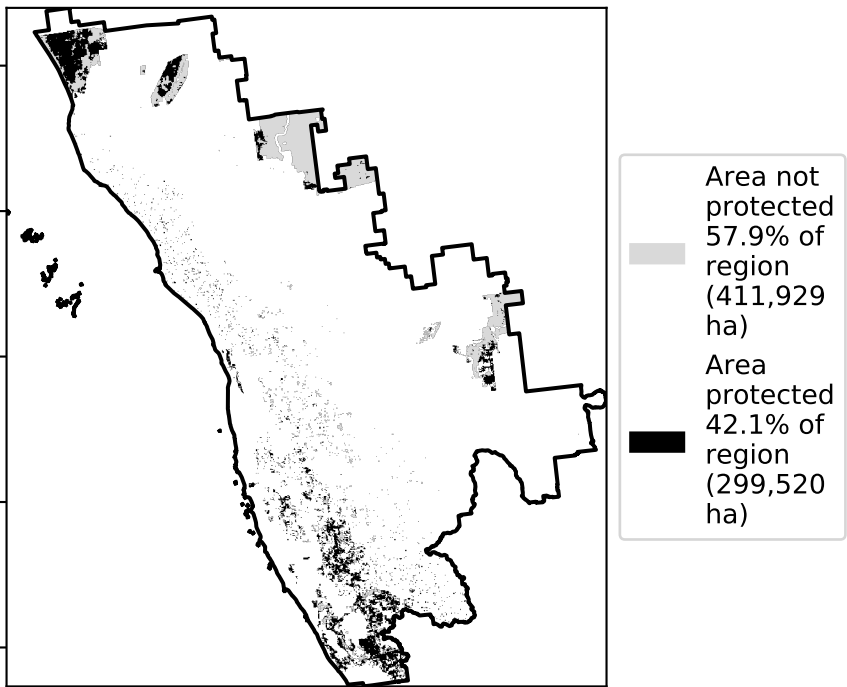 Area not
protected
57.9% of
region
(411,929
ha)
Area
protected
42.1% of
region
(299,520
ha)